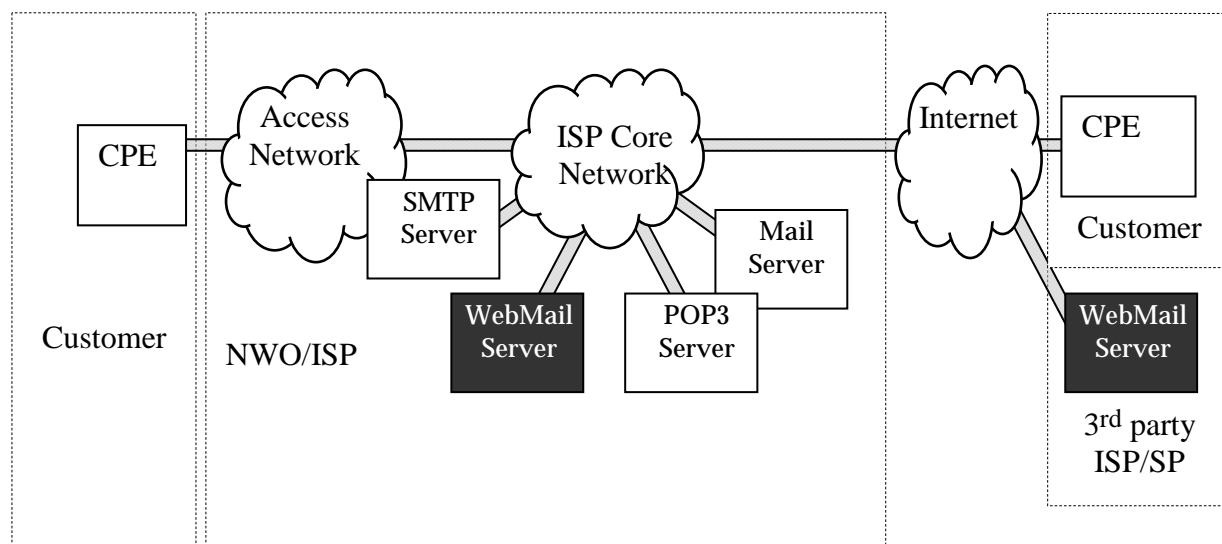 CPE
Customer
Access
Network
SMTP
Server
ISP Core
Network
WebMail
Server
POP3
Server
Mail
Server
NWO/ISP
Internet
CPE
Customer
WebMail
Server
3rd party
ISP/SP